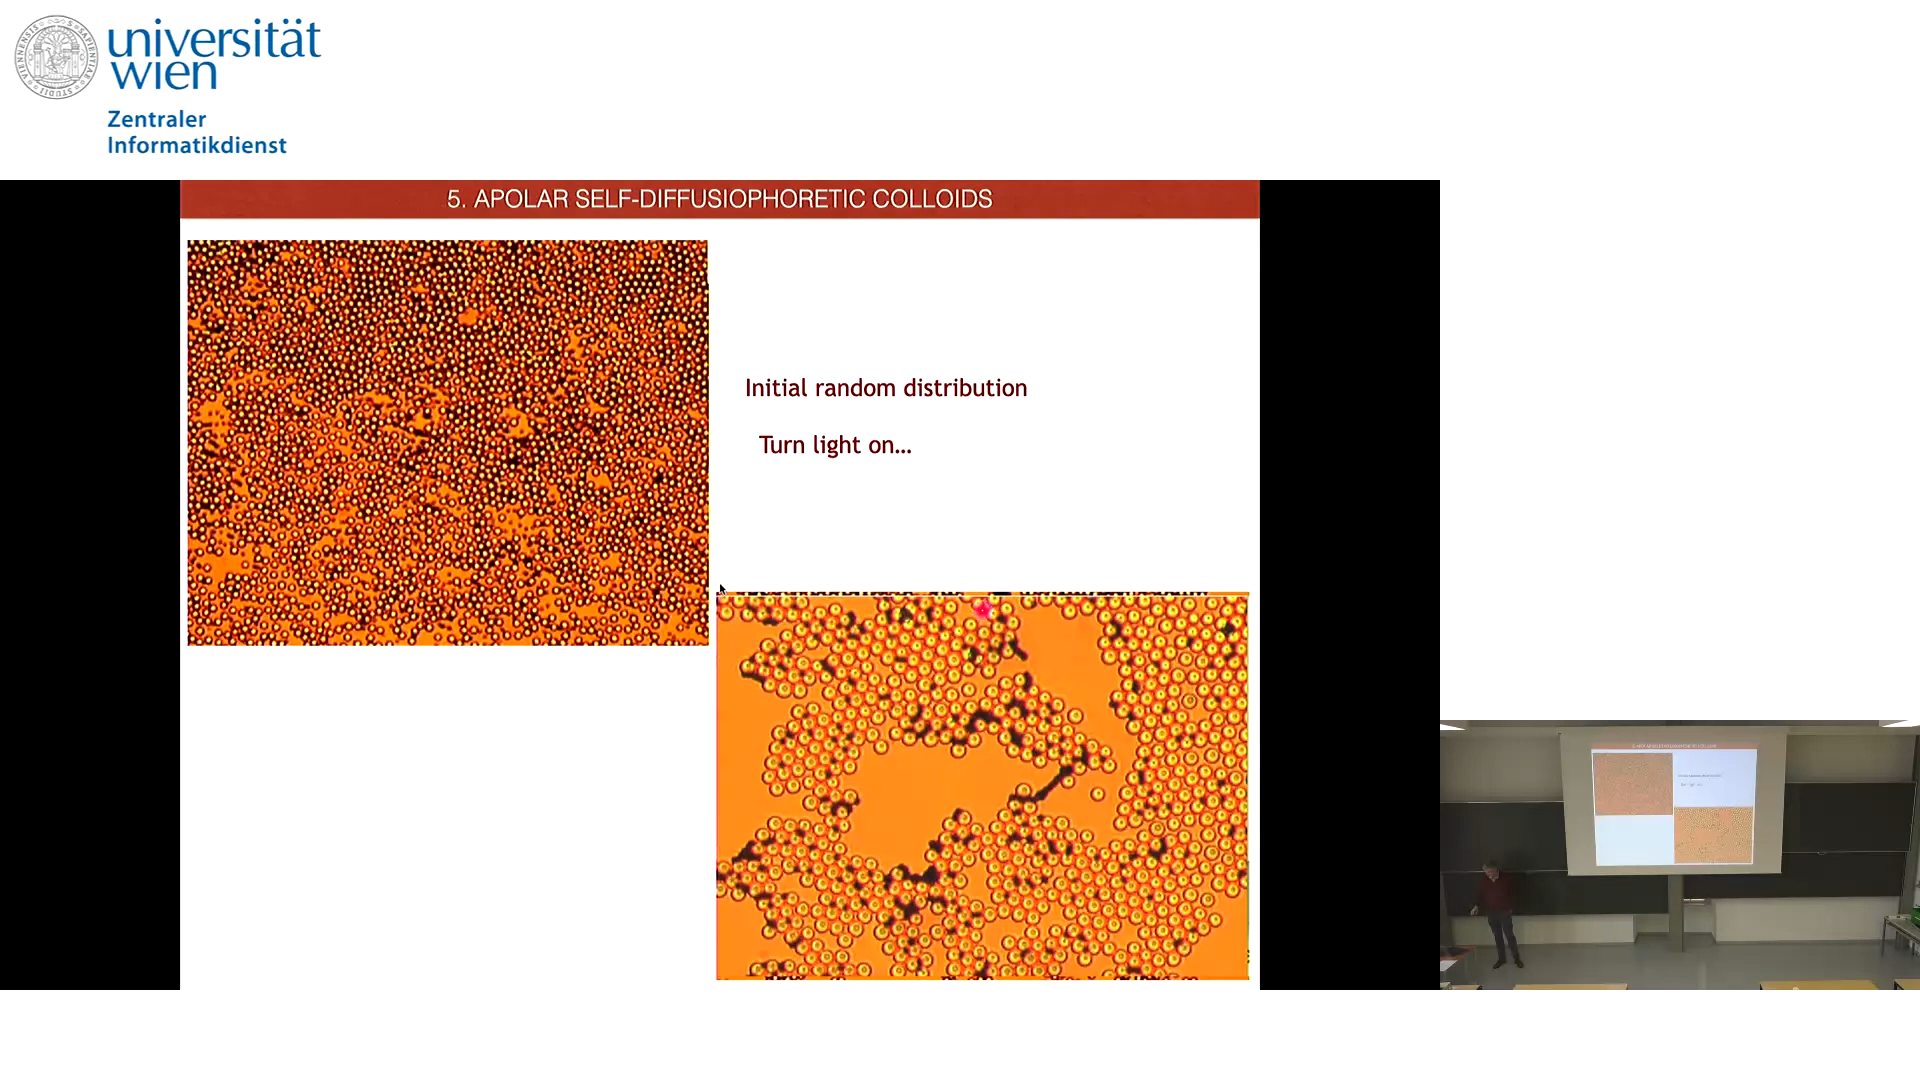 universität
wien
Zentraler
Informatikdienst
5. APOLAR SELF-DIFFUSIOPHORETIC COLLOIDS
Initial random distribution
Turn light on...